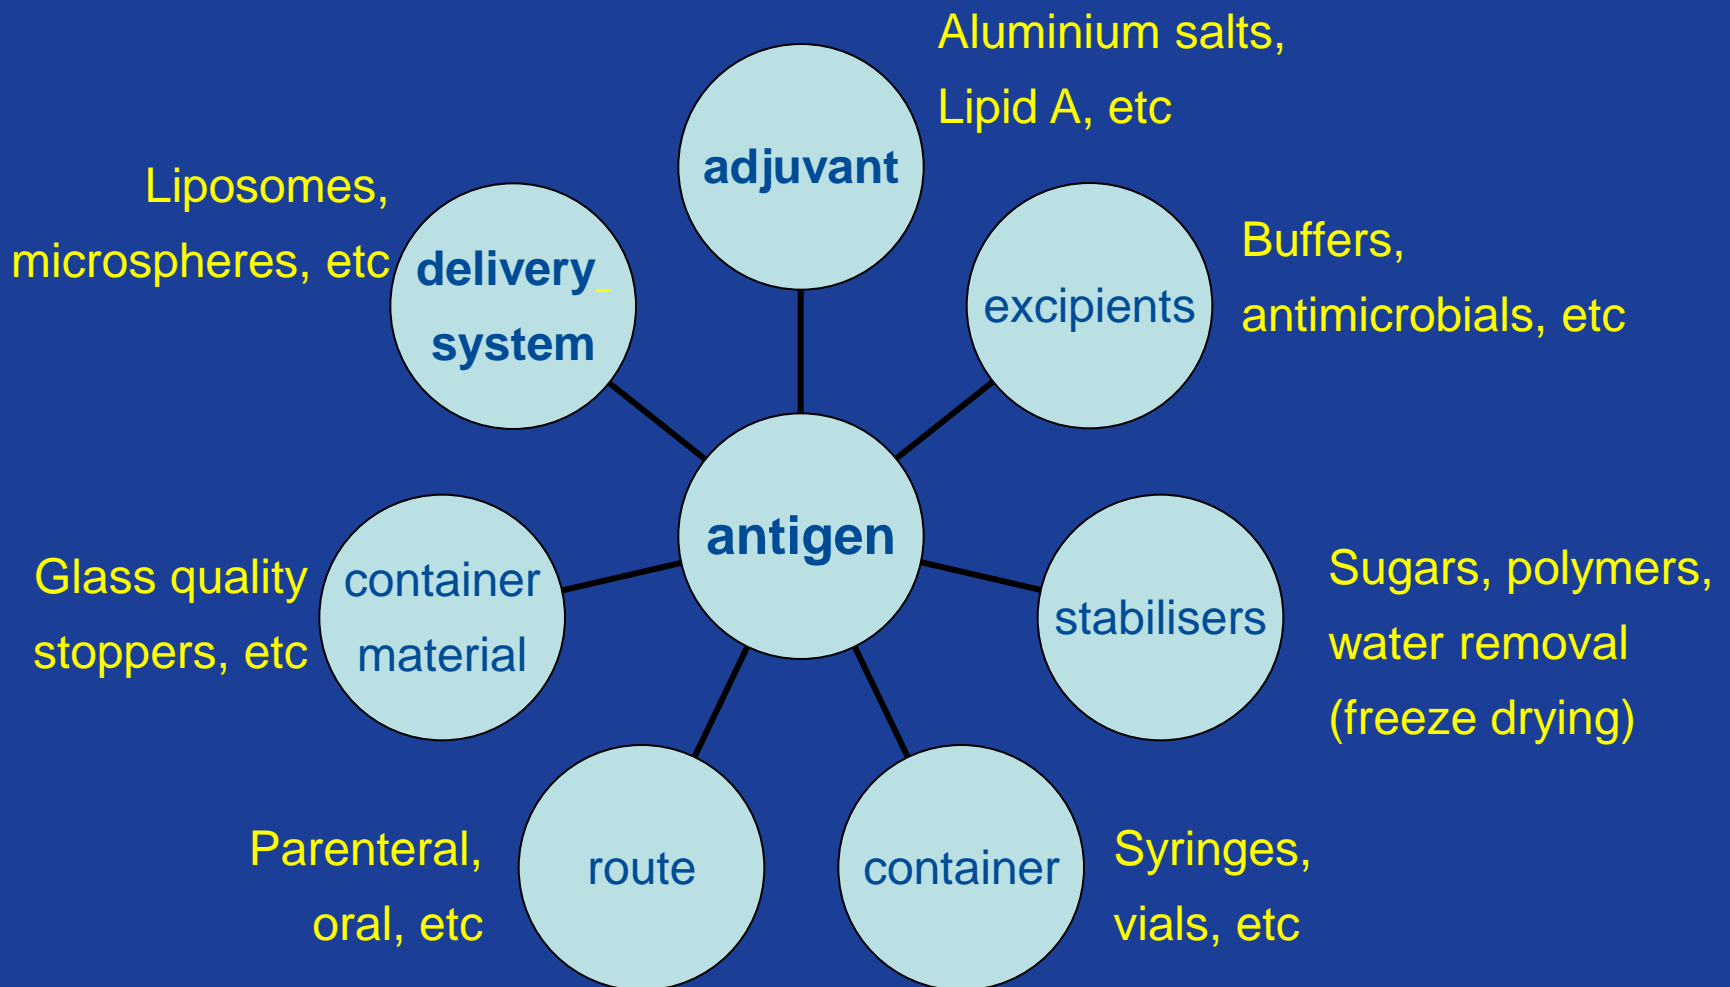 Aluminium salts,
Lipid A, etc
adjuvant
Liposomes,
microspheres, etc
delivery_
system
excipients
Buffers,
antimicrobials, etc
antigen
Glass quality
stoppers, etc
container
material
stabilisers
Sugars, polymers,
water removal
(freeze drying)
Parenteral,
oral, etc
route
container
Syringes,
vials, etc